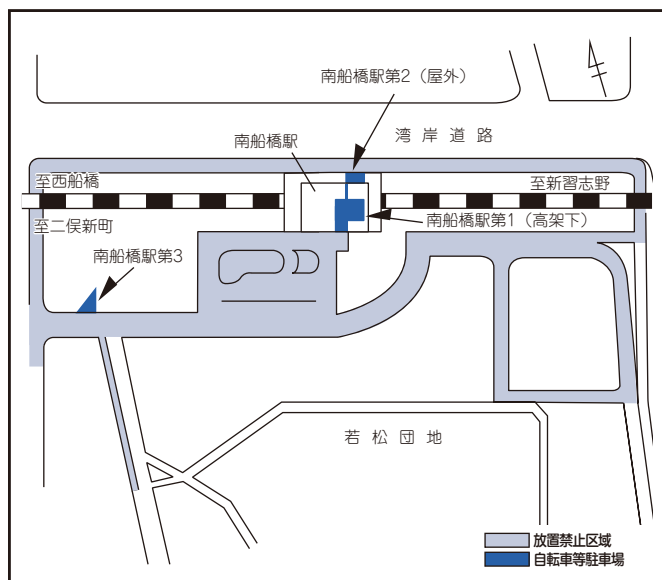 南船橋駅第2（屋外）
湾岸道路
南船橋駅
至西船橋
至新習志野
至二俣新町
南船橋駅第1（高架下）
南船橋駅第3
若松団地
放置禁止区域
自転車等駐車場